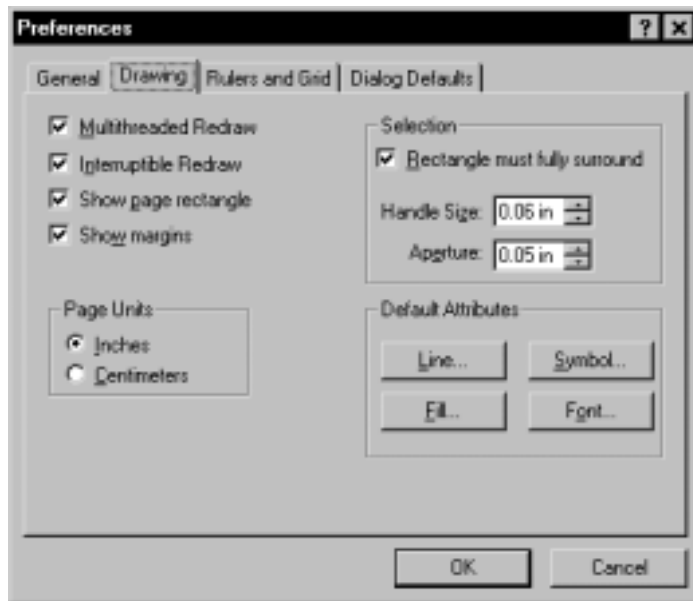 Preferences
General Drawing Rulers and Grid Dialog Defaults
Multithreaded Redraw
Interruptible Redraw
Show page rectangle
Show margins
Selection
Rectangle must fully surround
Handle Size: 0.06 in
Aperture: 0.05 in
Page Units
Inches
Centimeters
Default Attributes
Line... Symbol...
Fill... Font...
OK Cancel